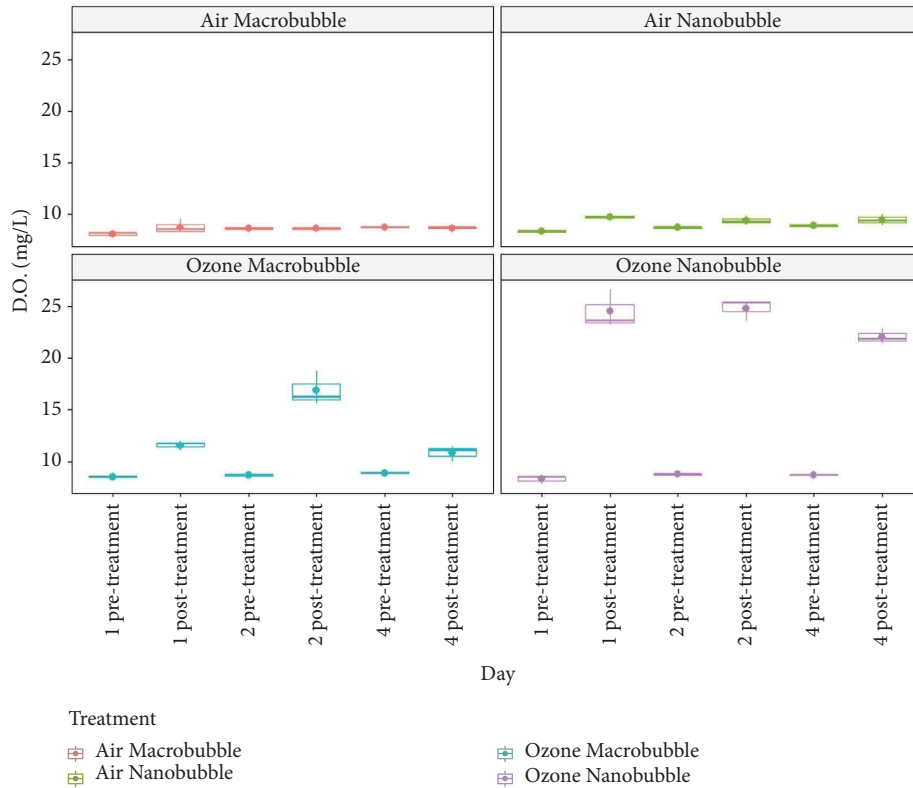 Air Macrobubble
Air Nanobubble
25
20
15
10
Ozone Macrobubble
Ozone Nanobubble
25
20
15
10
D.O. (mg/L)
1 pre-treatment
1 post-treatment
2 pre-treatment
2 post-treatment
4 pre-treatment
4 post-treatment
1 pre-treatment
1 post-treatment
2 pre-treatment
2 post-treatment
4 pre-treatment
4 post-treatment
Day
Treatment
Air Macrobubble
Air Nanobubble
Ozone Macrobubble
Ozone Nanobubble